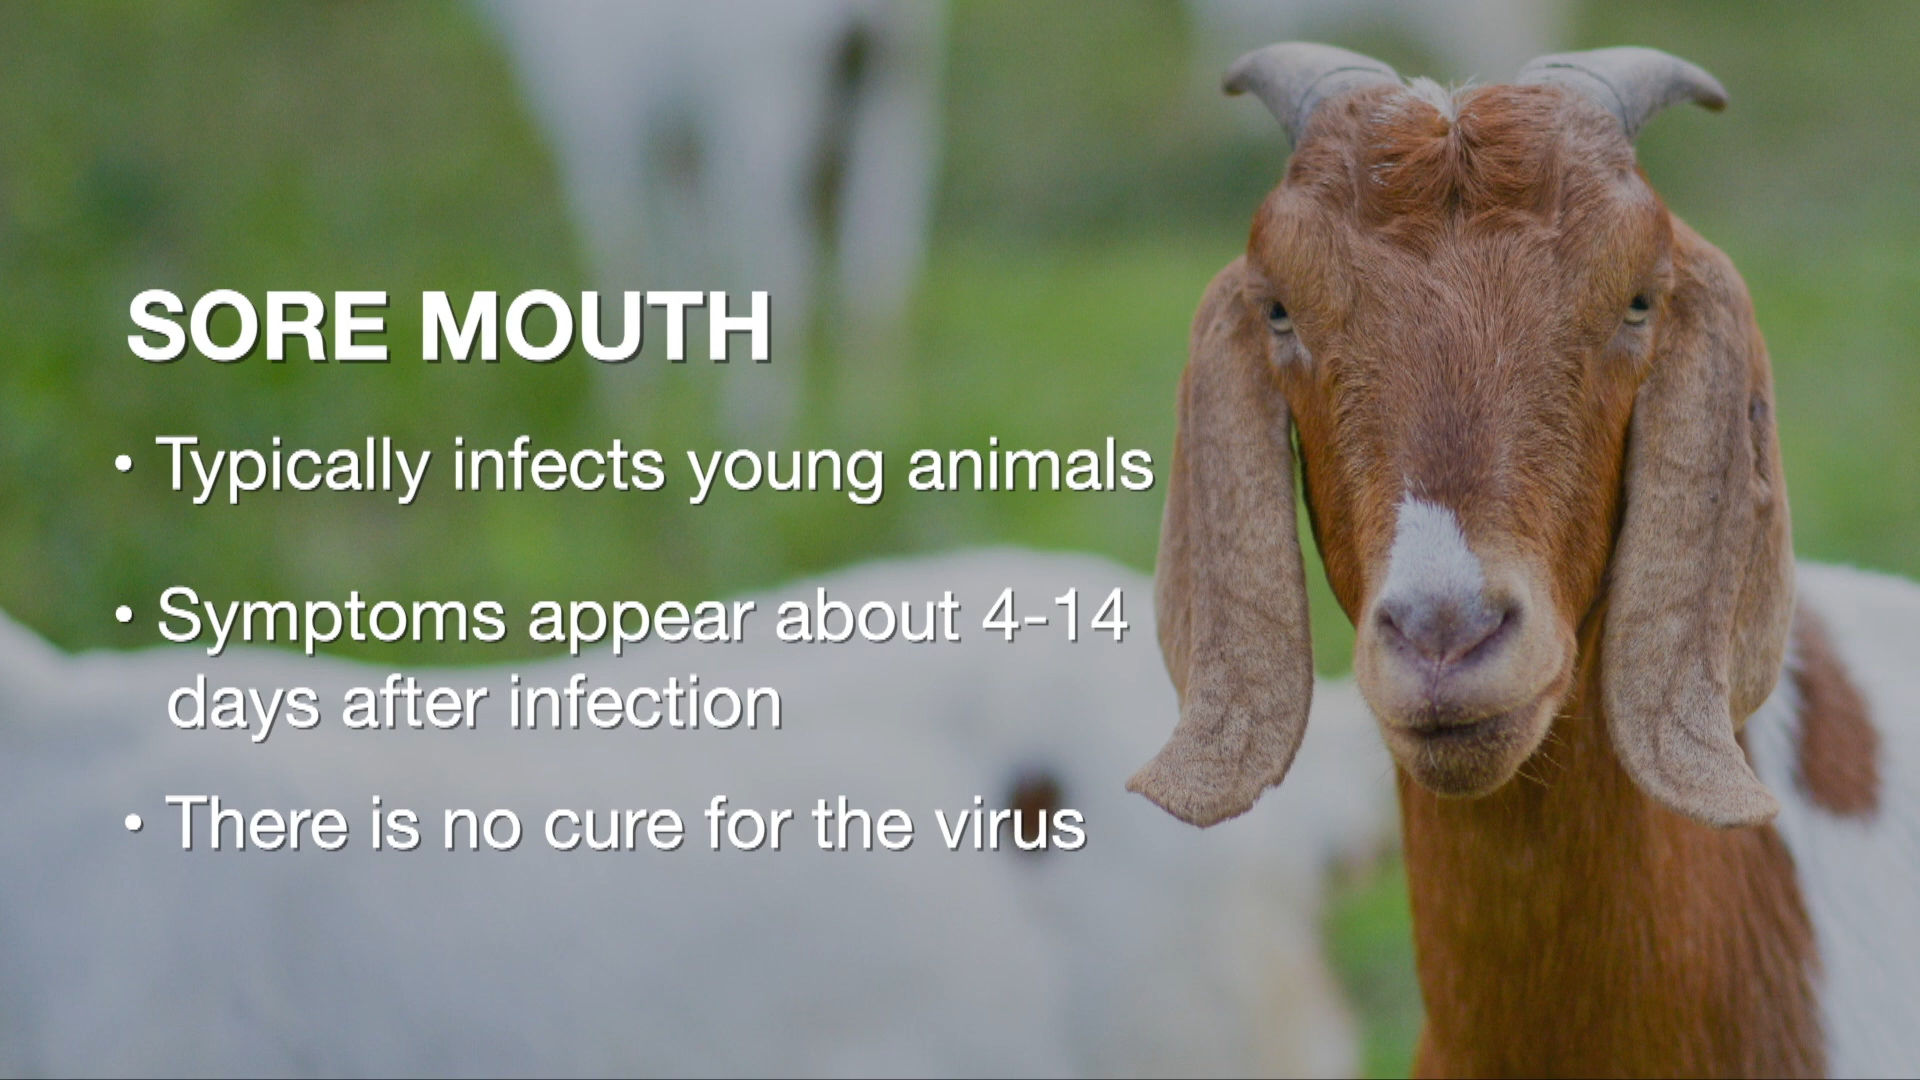 SORE MOUTH
• Typically infects young animals
• Symptoms appear about 4-14
days after infection
• There is no cure for the virus